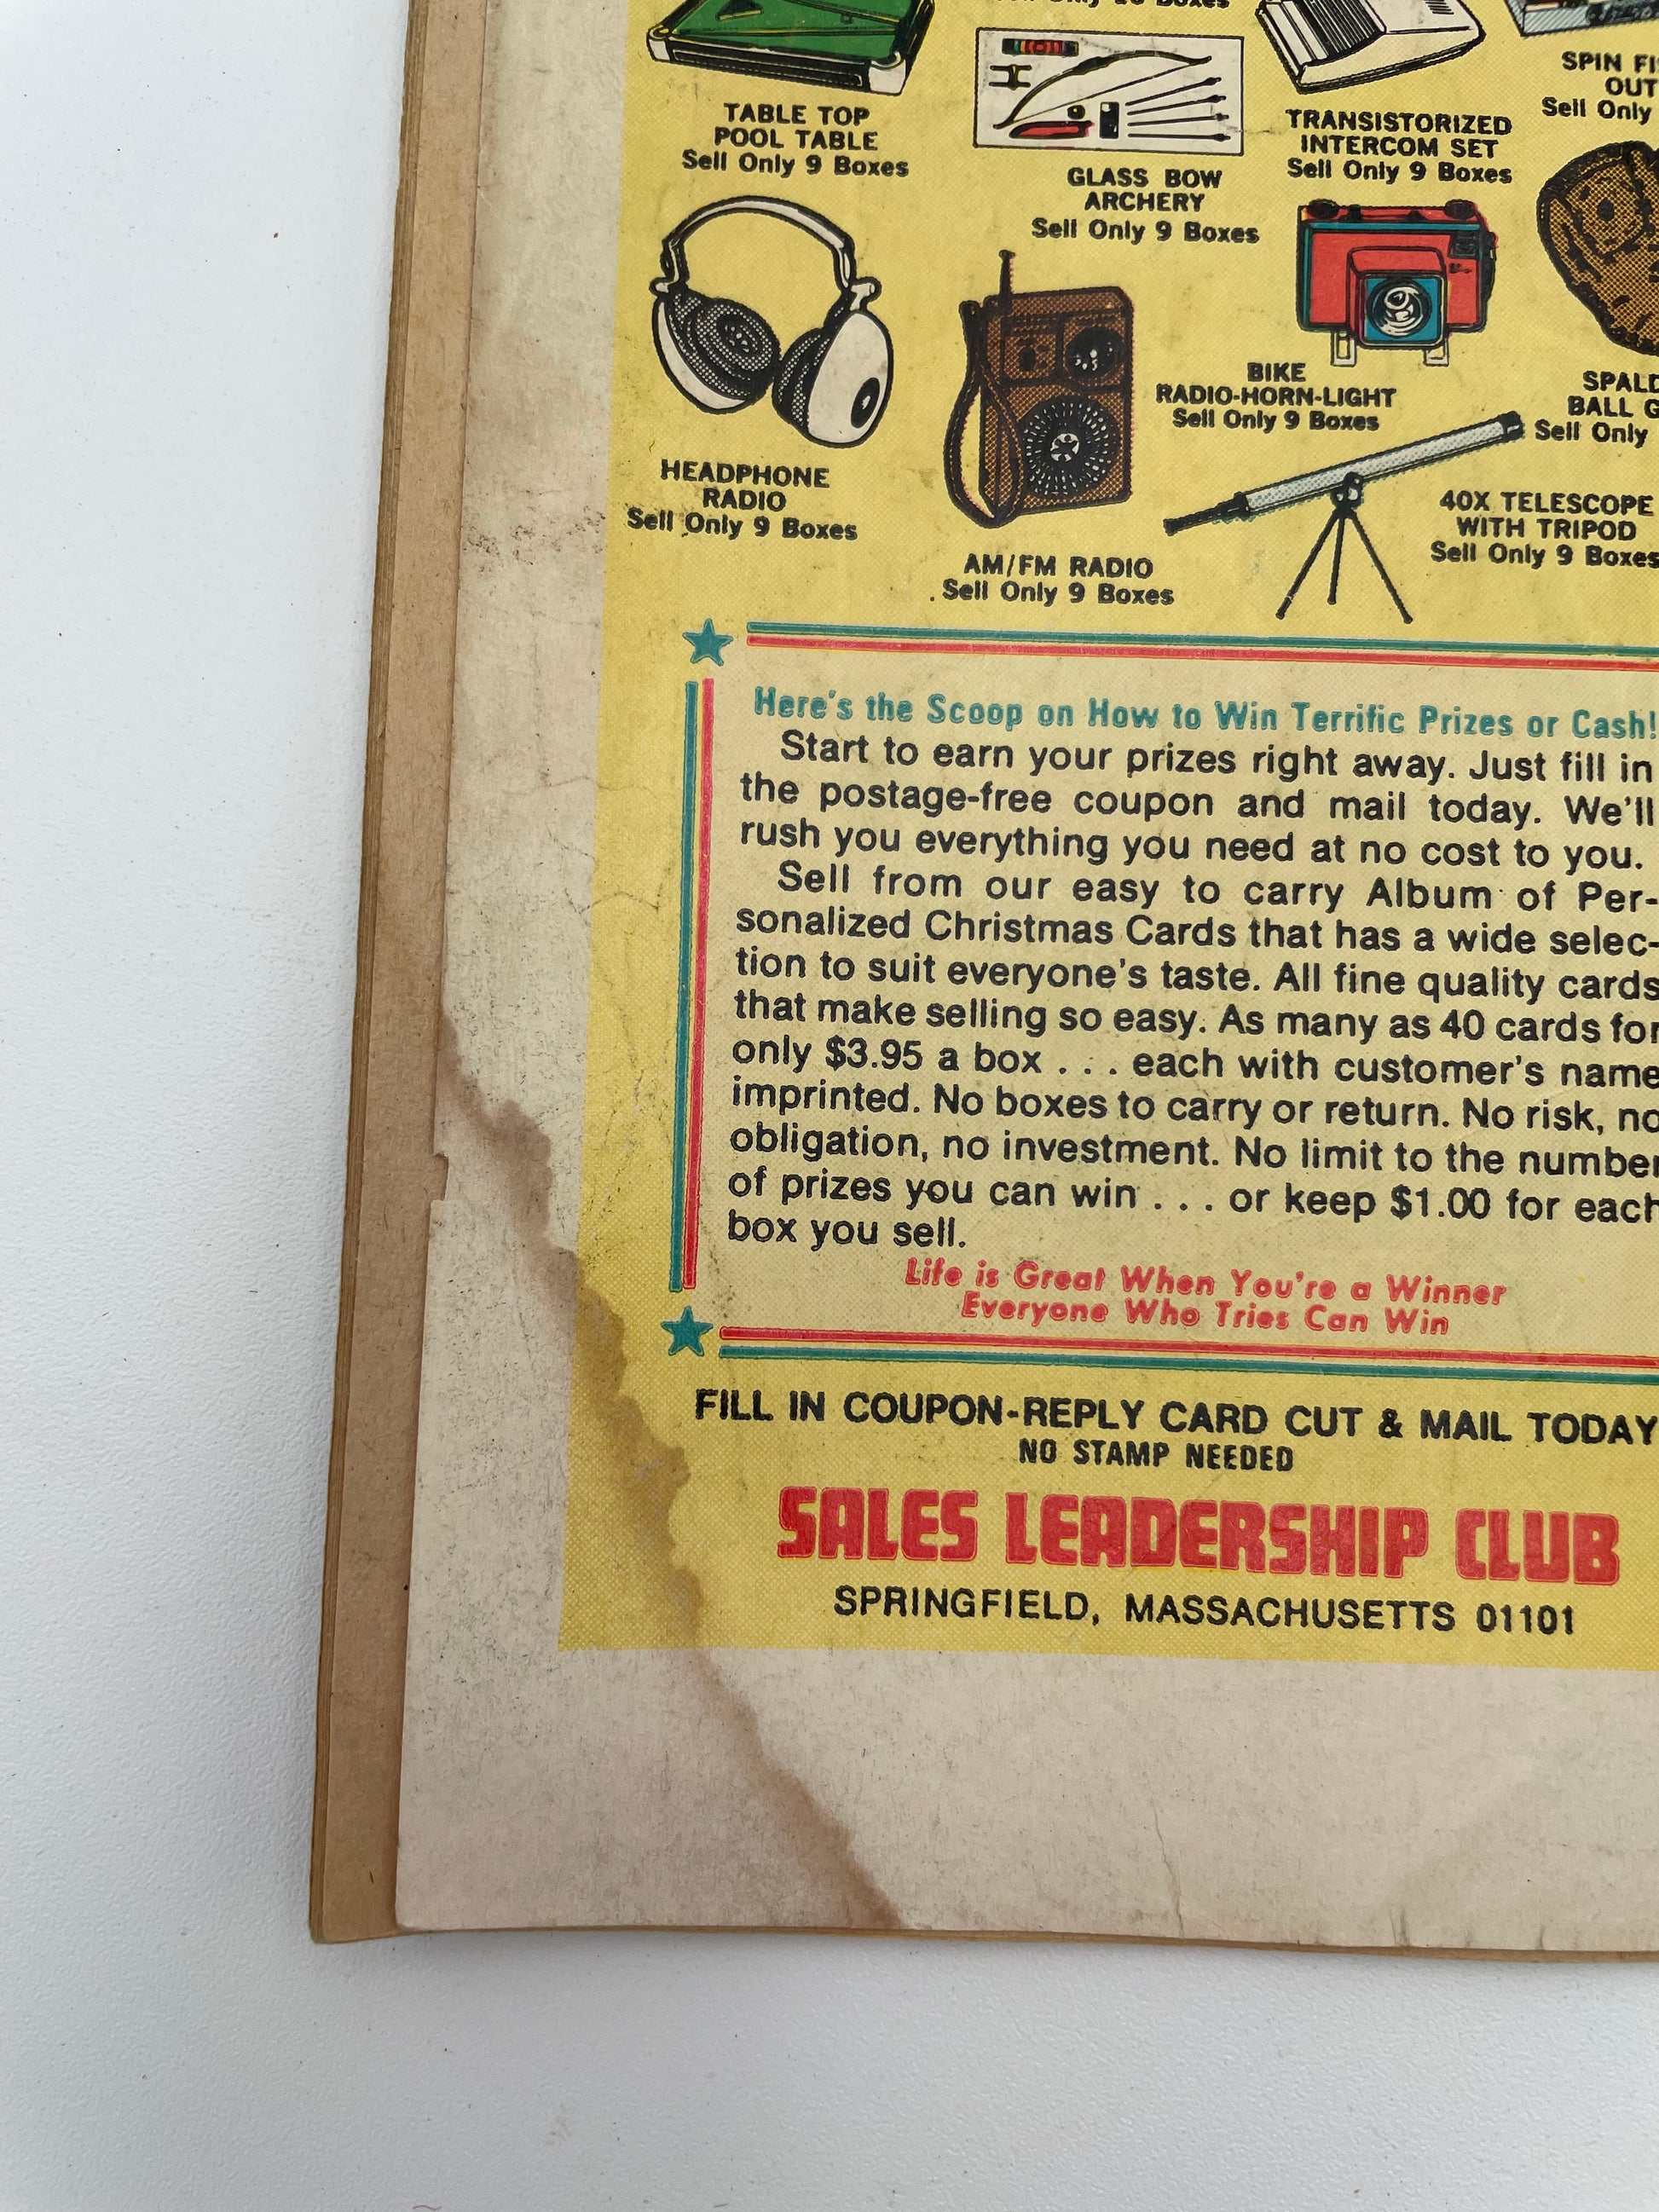 Only 10 Boxes
TABLE TOP
POOL TABLE
Sell Only 9 Boxes
GLASS BOW
ARCHERY
Sell Only 9 Boxes
TRANSISTORIZED
INTERCOM SET
Sell Only 9 Boxes
SPIN
OUT
Sell Only
HEADPHONE
RADIO
Sell Only 9 Boxes
AM/FM RADIO
Sell Only 9 Boxes
BIKE
RADIO-HORN-LIGHT
Sell Only 9 Boxes
SPALD
BALL G
Sell Only
40X TELESCOPE
WITH TRIPOD
Sell Only 9 Boxes
Here's the Scoop on How to Win Terrific Prizes or Cash!
Start to earn your prizes right away. Just fill in
the postage-free coupon and mail today. We'll
rush you everything you need at no cost to you.
Sell from our easy to carry Album of Per-
sonalized Christmas Cards that has a wide selec-
tion to suit everyone's taste. All fine quality cards
that make selling so easy. As many as 40 cards for
only $3.95 a box . . . each with customer's name
imprinted. No boxes to carry or return. No risk, no
obligation, no investment. No limit to the number
of prizes you can win . . . or keep $1.00 for each
box you sell.
Life is Great When You're a Winner
Everyone Who Tries Can Win
FILL IN COUPON-REPLY CARD CUT & MAIL TODAY
NO STAMP NEEDED
SALES LEADERSHIP CLUB
SPRINGFIELD, MASSACHUSETTS 01101